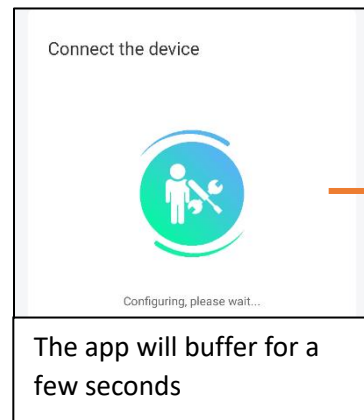 Connect the device
Configuring, please wait...
The app will buffer for a
few seconds